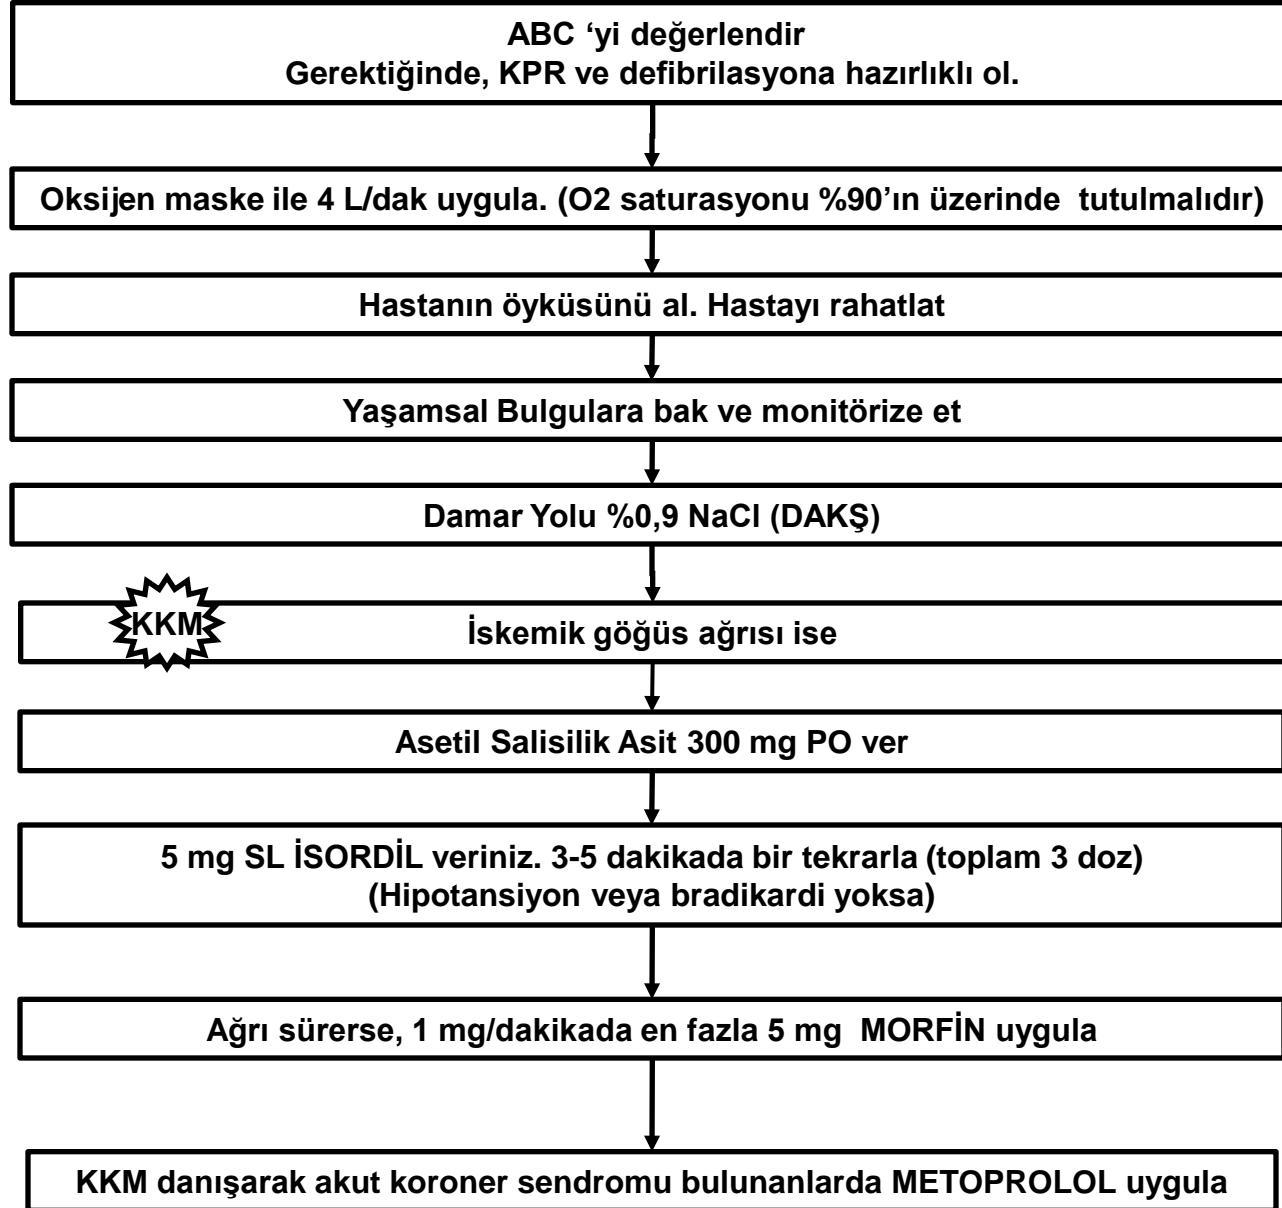 ABC ‘yi değerlendir
Gerektiğinde, KPR ve defibrilasyona hazırlıklı ol.
Oksijen maske ile 4 L/dak uygula. (O2 saturasyonu %90’ın üzerinde tutulmalıdır)
Hastanın öyküsünü al. Hastayı rahatlat
Yaşamsal Bulgulara bak ve monitörize et
Damar Yolu %0,9 NaCl (DAKŞ)
KKM
İskemik göğüs ağrısı ise
Asetil Salisilik Asit 300 mg PO ver
5 mg SL İSORDİL veriniz. 3-5 dakikada bir tekrarla (toplam 3 doz)
(Hipotansiyon veya bradikardi yoksa)
Ağrı sürerse, 1 mg/dakikada en fazla 5 mg MORFİN uygula
KKM danışarak akut koroner sendromu bulunanlarda METOPROLOL uygula